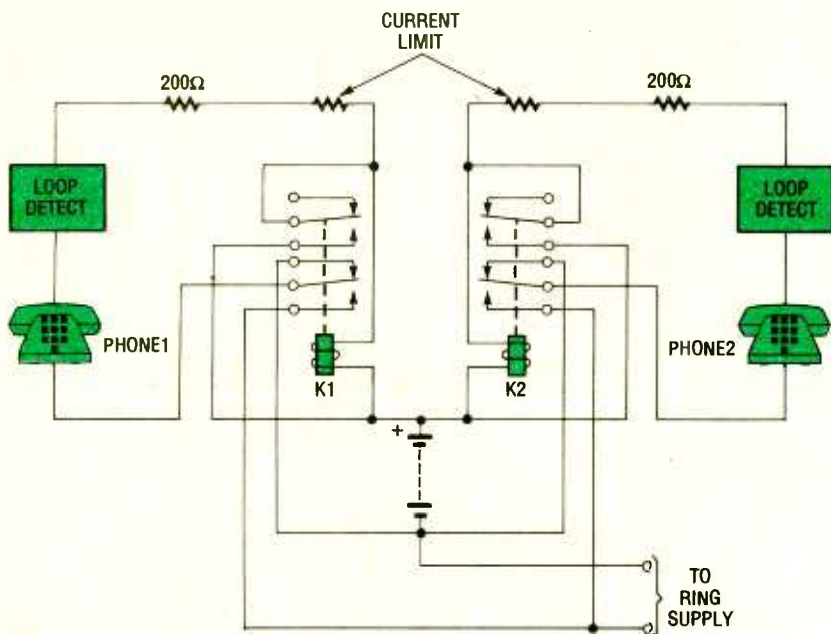 CURRENT
LIMIT
200Ω
200Ω
LOOP
DETECT
LOOP
DETECT
PHONE1
PHONE2
K1
K2
+
TO
RING
SUPPLY